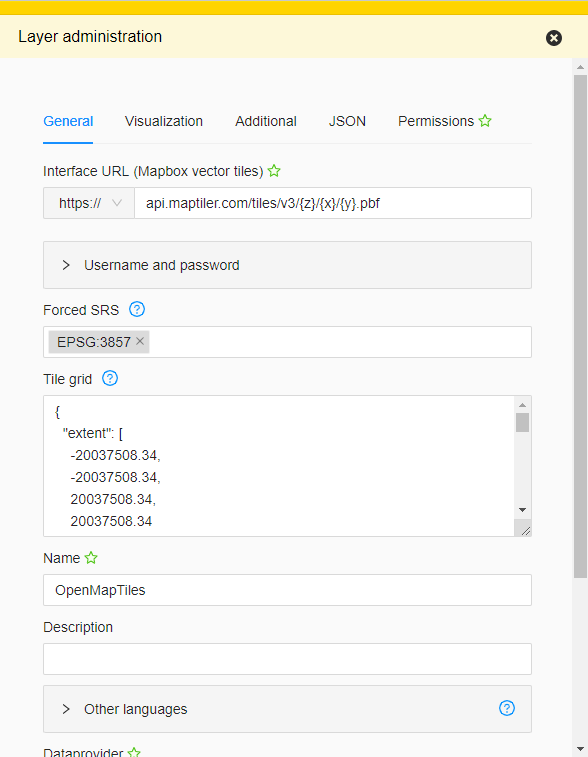 Layer administration
General Visualization Additional JSON Permissions
Interface URL (Mapbox vector tiles)
https:// api.maptiler.com/tiles/v3/{z}/{x}/{y}.pbf
Username and password
Forced SRS ?
EPSG:3857 ×
Tile grid ?
{
"extent": [
-20037508.34,
-20037508.34,
20037508.34,
20037508.34
Name
OpenMapTiles
Description
Other languages ?
Dataprovider